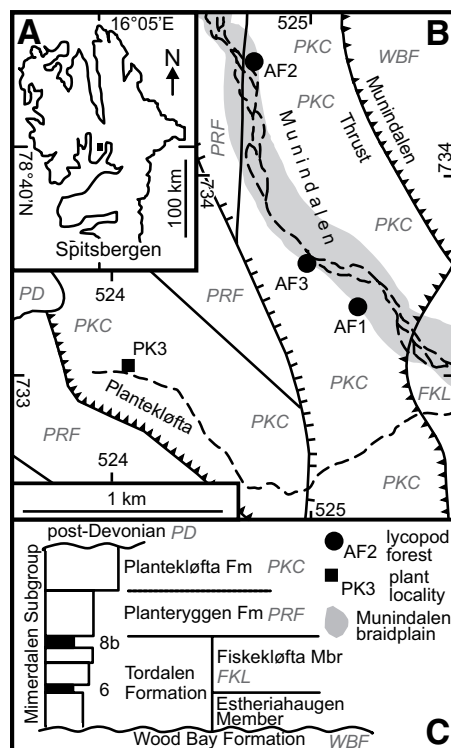 A
16°05'E
N
78°40'N
100 km
Spitsbergen
B
525
PKC
WBF
AF2
PKC
Munindalen
Thrust
Munindalen
PRF
734
734
PKC
524
PRF
AF3
AF1
PD
PKC
PK3
733
Plantekløfta
PKC
FKL
PRF
PKC
PKC
524
525
1 km
post-Devonian PD
Mimmerdalen Subgroup
Plantekløfta Fm PKC
Planteryggen Fm PRF
8b
6
Tordalen
Formation
Fiskekløfta Mbr
FKL
Estheriahaugen
Member
Wood Bay Formation WBF
AF2 lycopod
forest
PK3 plant
locality
Munindalen
braidplain
C